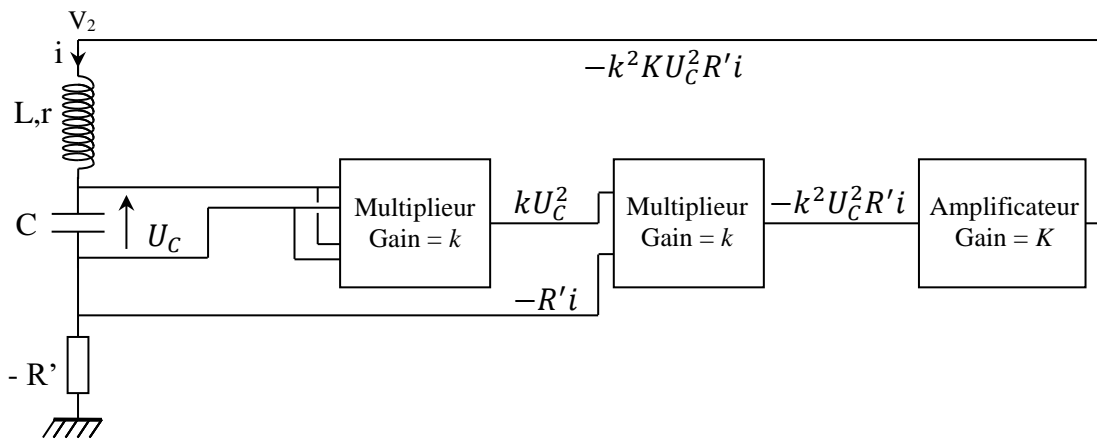 V₂
i
−k²KU_C²R′i
L,r
C
U_C
Multiplieur
Gain = k
kU_C²
Multiplieur
Gain = k
−k²U_C²R′i
Amplificateur
Gain = K
−R′i
- R’